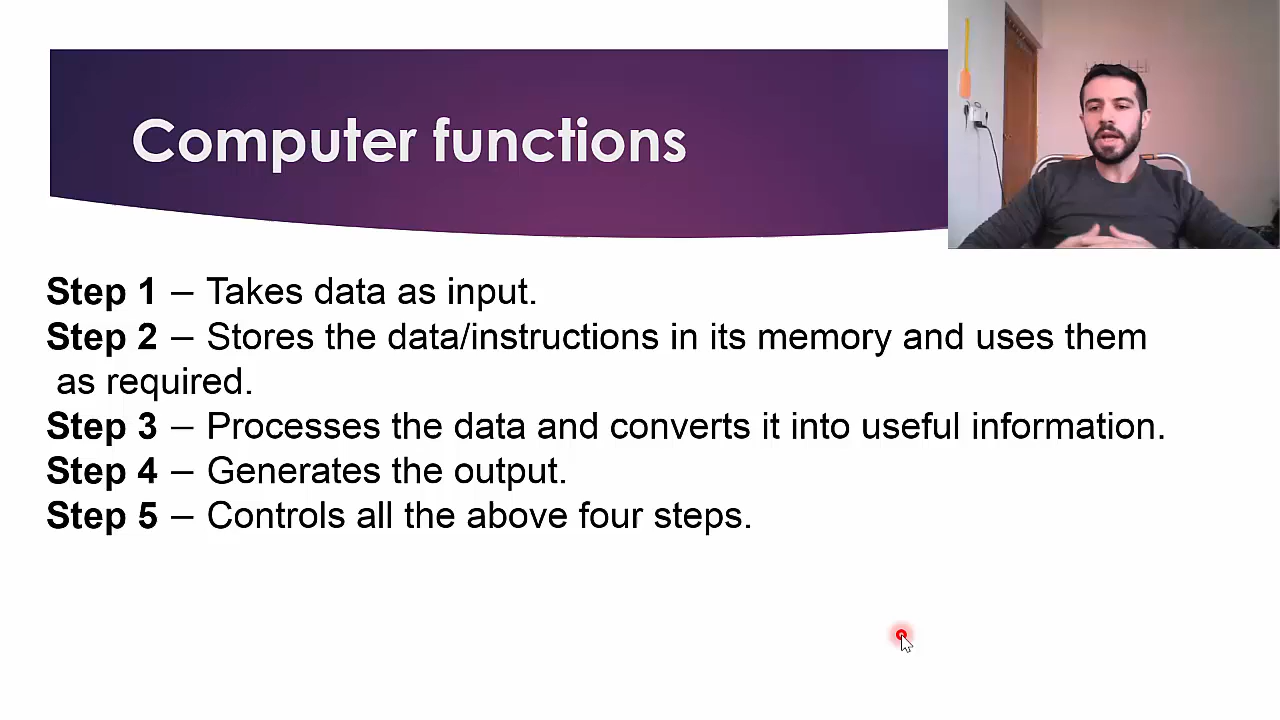 Computer functions
Step 1 – Takes data as input.
Step 2 – Stores the data/instructions in its memory and uses them
as required.
Step 3 – Processes the data and converts it into useful information.
Step 4 – Generates the output.
Step 5 – Controls all the above four steps.